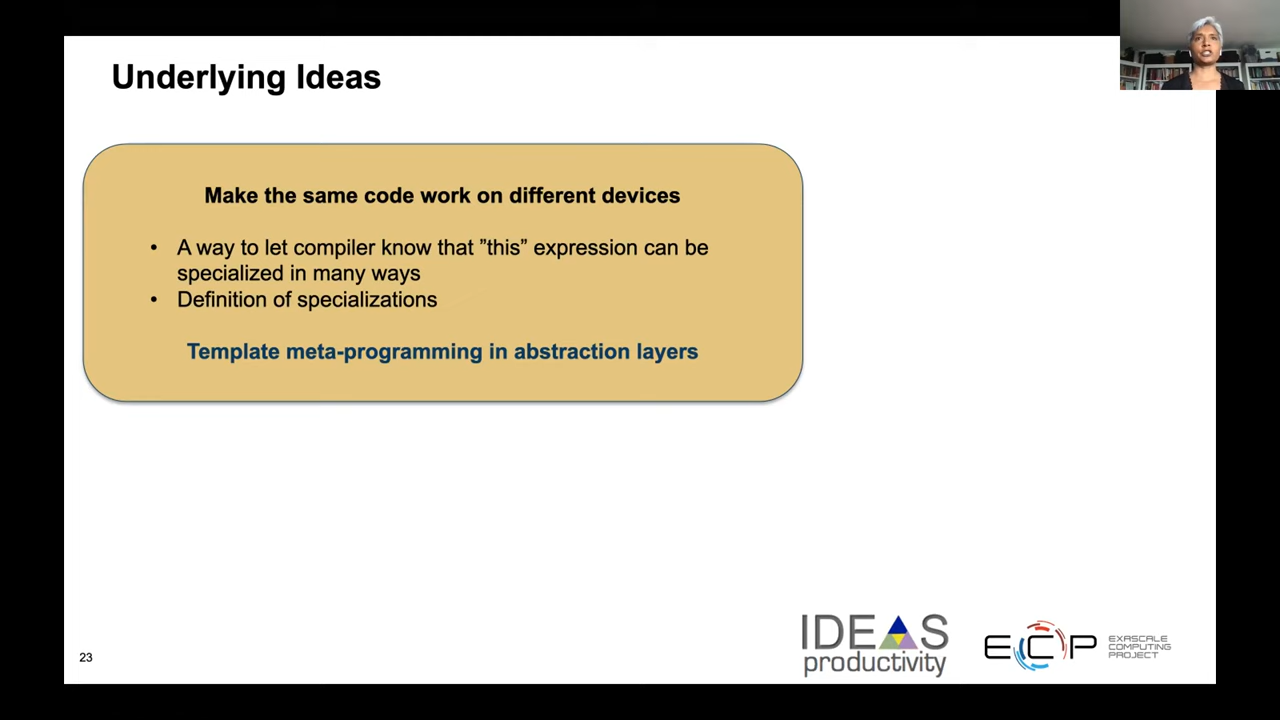 Underlying Ideas
Make the same code work on different devices
• A way to let compiler know that ”this” expression can be
specialized in many ways
• Definition of specializations
Template meta-programming in abstraction layers
23
IDEAS
productivity
ECP
EXASCALE
COMPUTING
PROJECT